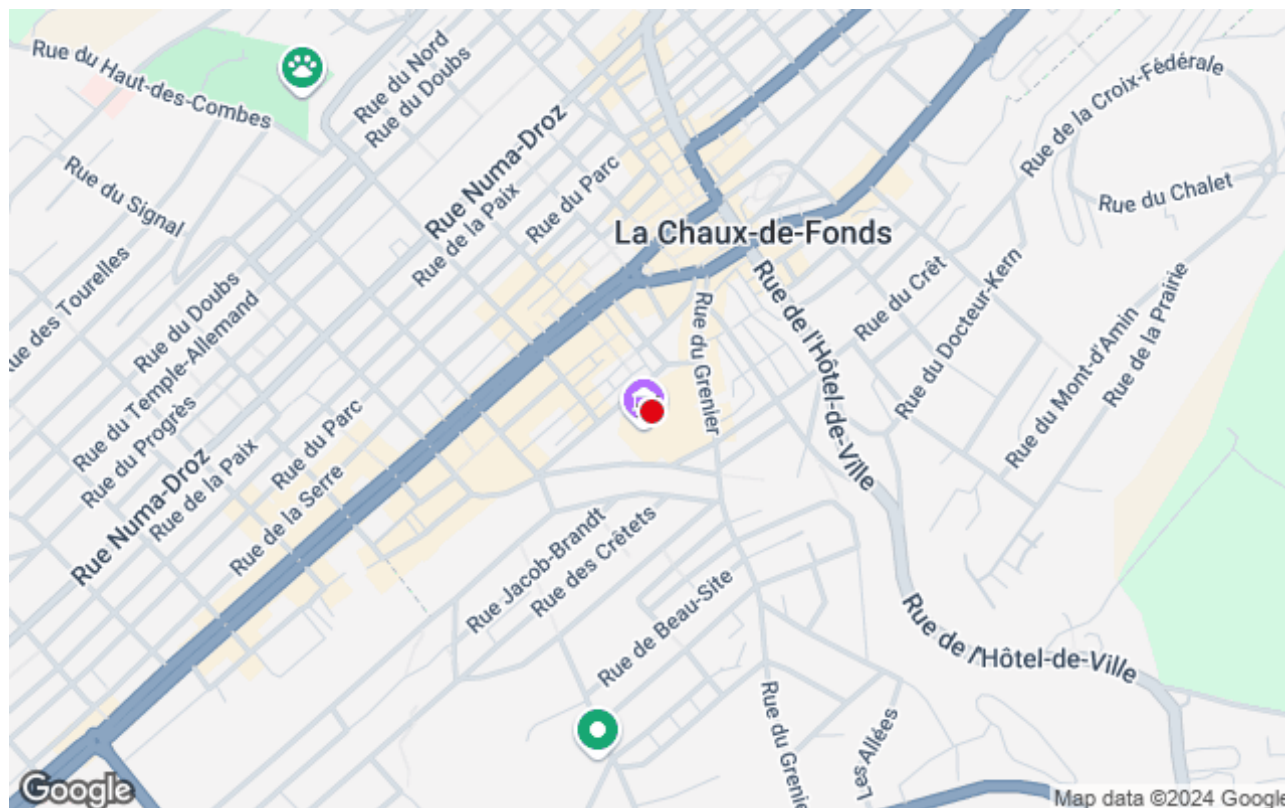 Rue du Haut-des-Combes
Rue du Nord
Rue du Doubs
Rue Numa-Droz
Rue de la Croix-Fédérale
Rue du Signal
Rue de la Paix
Rue du Parc
Rue du Chalet
La Chaux-de-Fonds
Rue des Tourelles
Rue du Doubs
Rue du Temple-Allemand
Rue du Progrès
Rue Numa-Droz
Rue de la Paix
Rue du Parc
Rue de la Serre
Rue du Grenier
Rue de l'Hôtel-de-Ville
Rue du Crêt
Rue du Docteur-Kern
Rue du Mont-d'Amin
Rue de la Prairie
Rue Jacob-Brandt
Rue des Crêtets
Rue de Beau-Site
Rue de l'Hôtel-de-Ville
Rue du Grenier
Les Allées
Google
Map data ©2024 Google